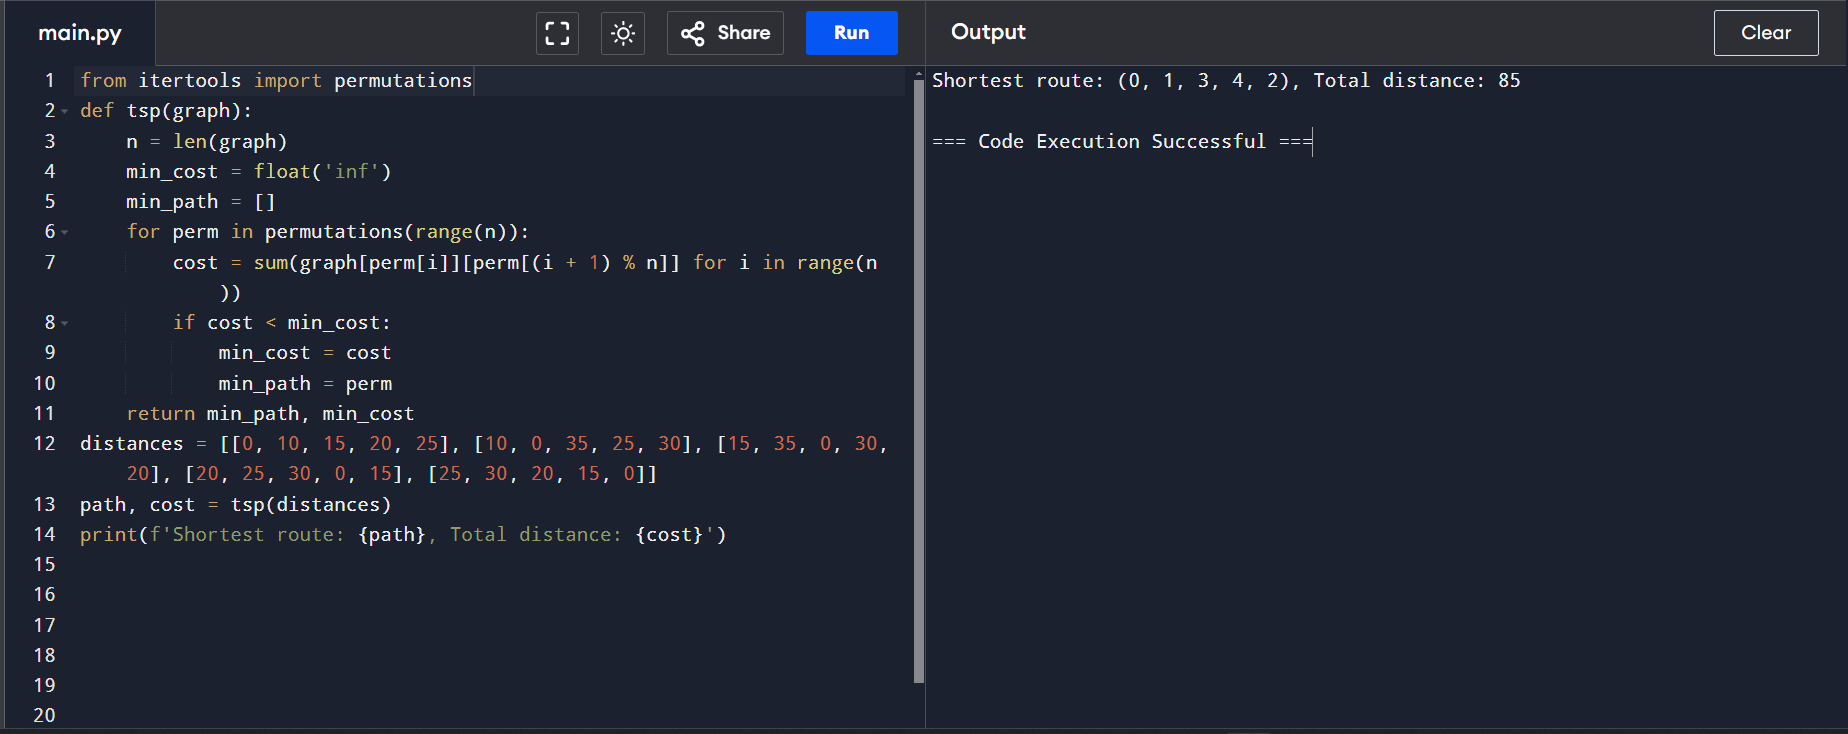 main.py
Share
Run
Output
Clear
1 from itertools import permutations
2 def tsp(graph):
3     n = len(graph)
4     min_cost = float('inf')
5     min_path = []
6     for perm in permutations(range(n)):
7         cost = sum(graph[perm[i]][perm[(i + 1) % n]] for i in range(n
            ))
8         if cost < min_cost:
9             min_cost = cost
10             min_path = perm
11     return min_path, min_cost
12 distances = [[0, 10, 15, 20, 25], [10, 0, 35, 25, 30], [15, 35, 0, 30,
    20], [20, 25, 30, 0, 15], [25, 30, 20, 15, 0]]
13 path, cost = tsp(distances)
14 print(f'Shortest route: {path}, Total distance: {cost}')
15
16
17
18
19
20
Shortest route: (0, 1, 3, 4, 2), Total distance: 85
=== Code Execution Successful ===